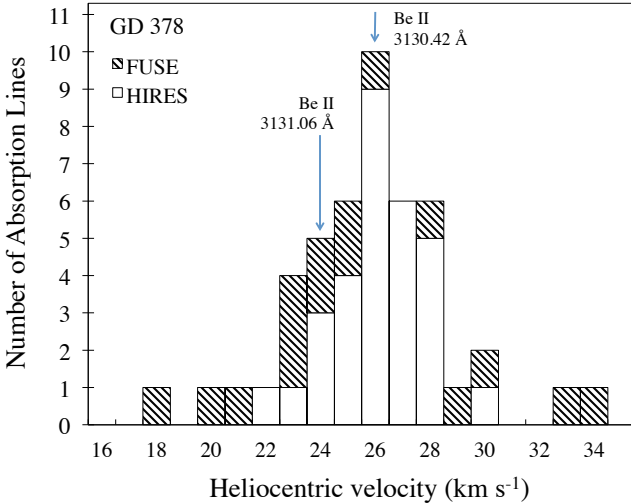 GD 378
FUSE
HIRES
Be II
3130.42 Å
Be II
3131.06 Å
Number of Absorption Lines
11
10
9
8
7
6
5
4
3
2
1
0
16 18 20 22 24 26 28 30 32 34
Heliocentric velocity (km s⁻¹)